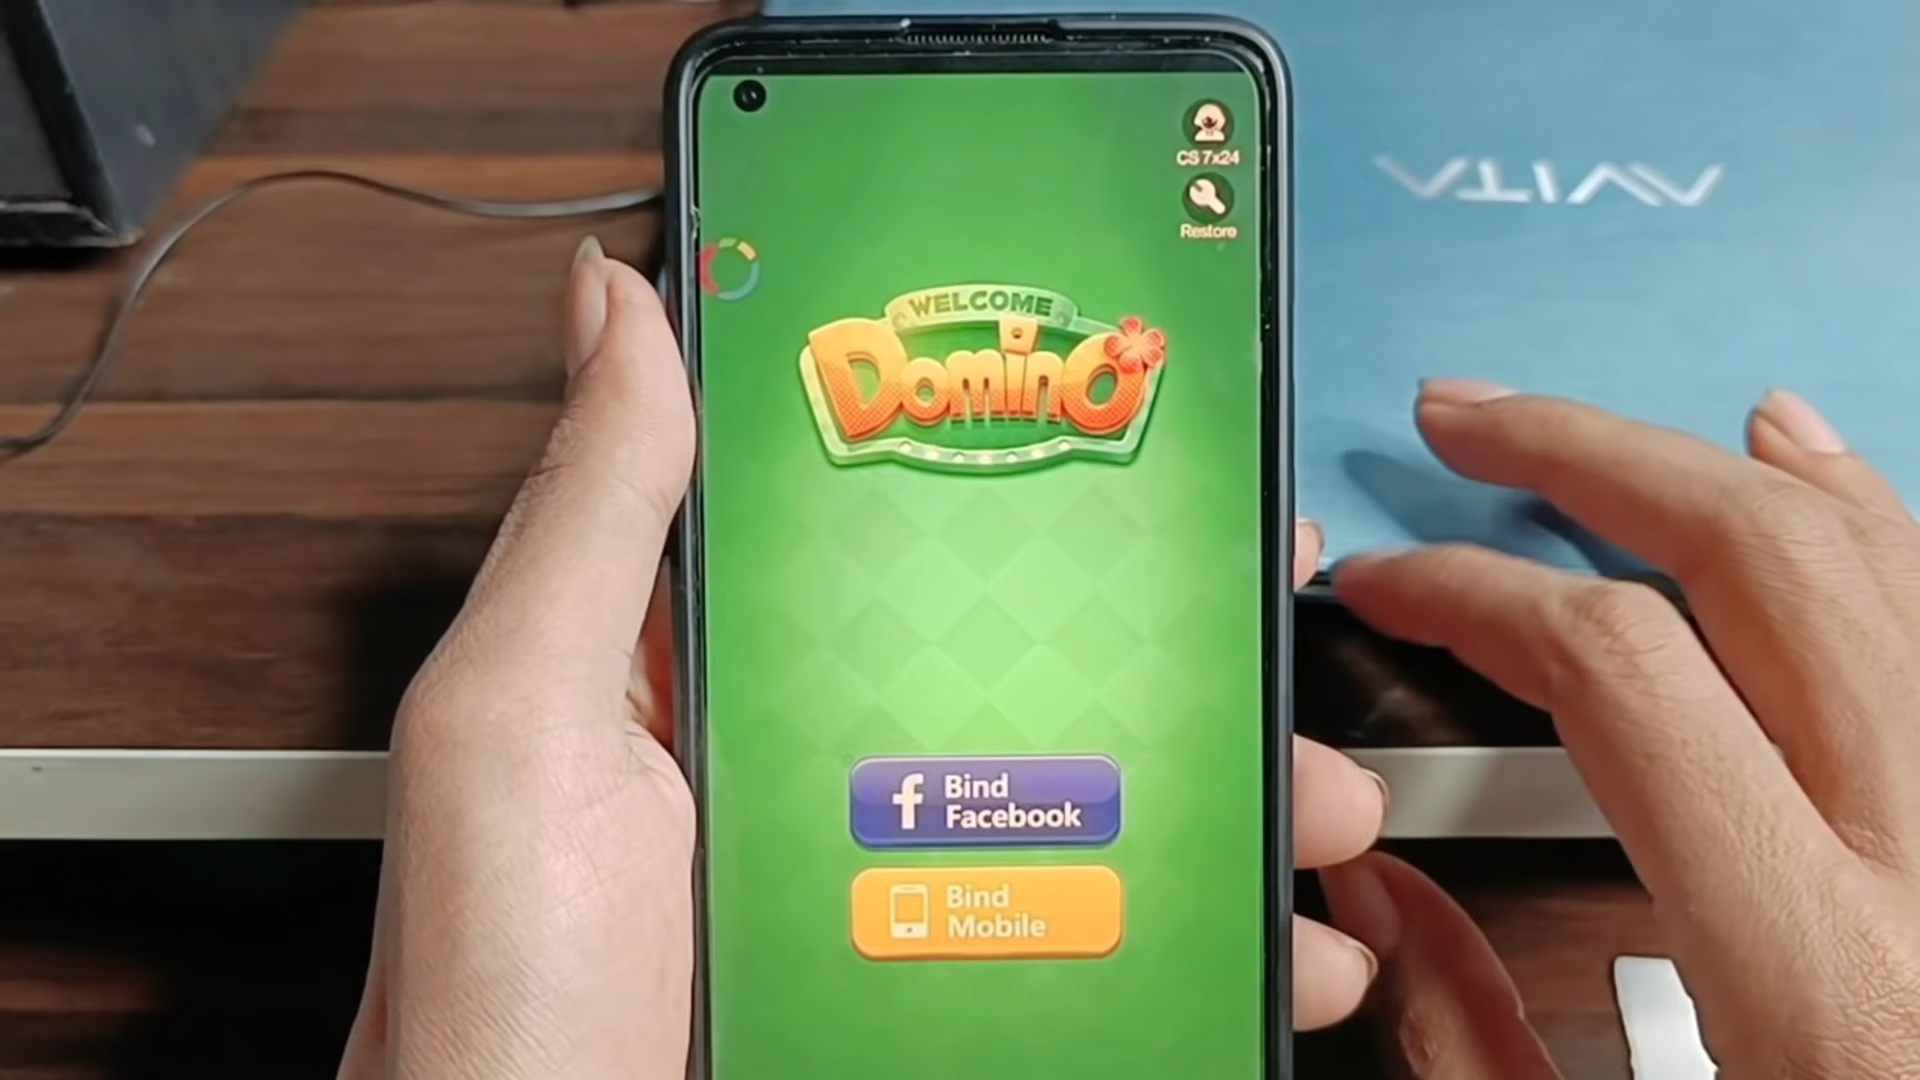 CS 7x24
Restore
AVITA
WELCOME
Domino
Bind
Facebook
Bind
Mobile